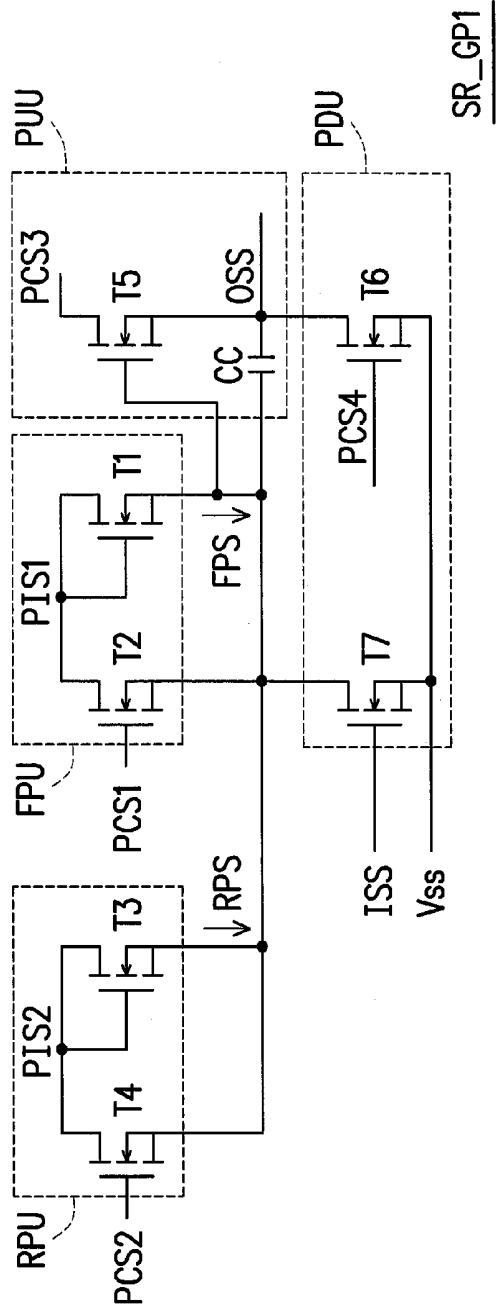 RPU
PIS2
T4
T3
PCS2
RPS
FPU
PIS1
T2
T1
PCS1
FPS
PUU
PCS3
T5
CC
OSS
PDU
T7
T6
PCS4
ISS
Vss
SR_GP1